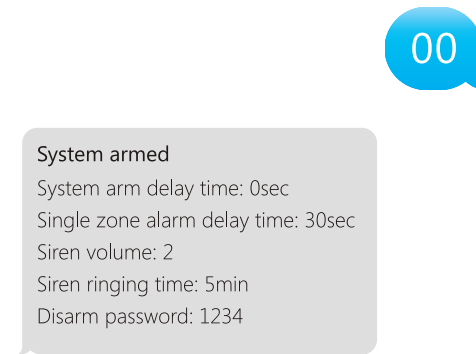 00
System armed
System arm delay time: 0sec
Single zone alarm delay time: 30sec
Siren volume: 2
Siren ringing time: 5min
Disarm password: 1234